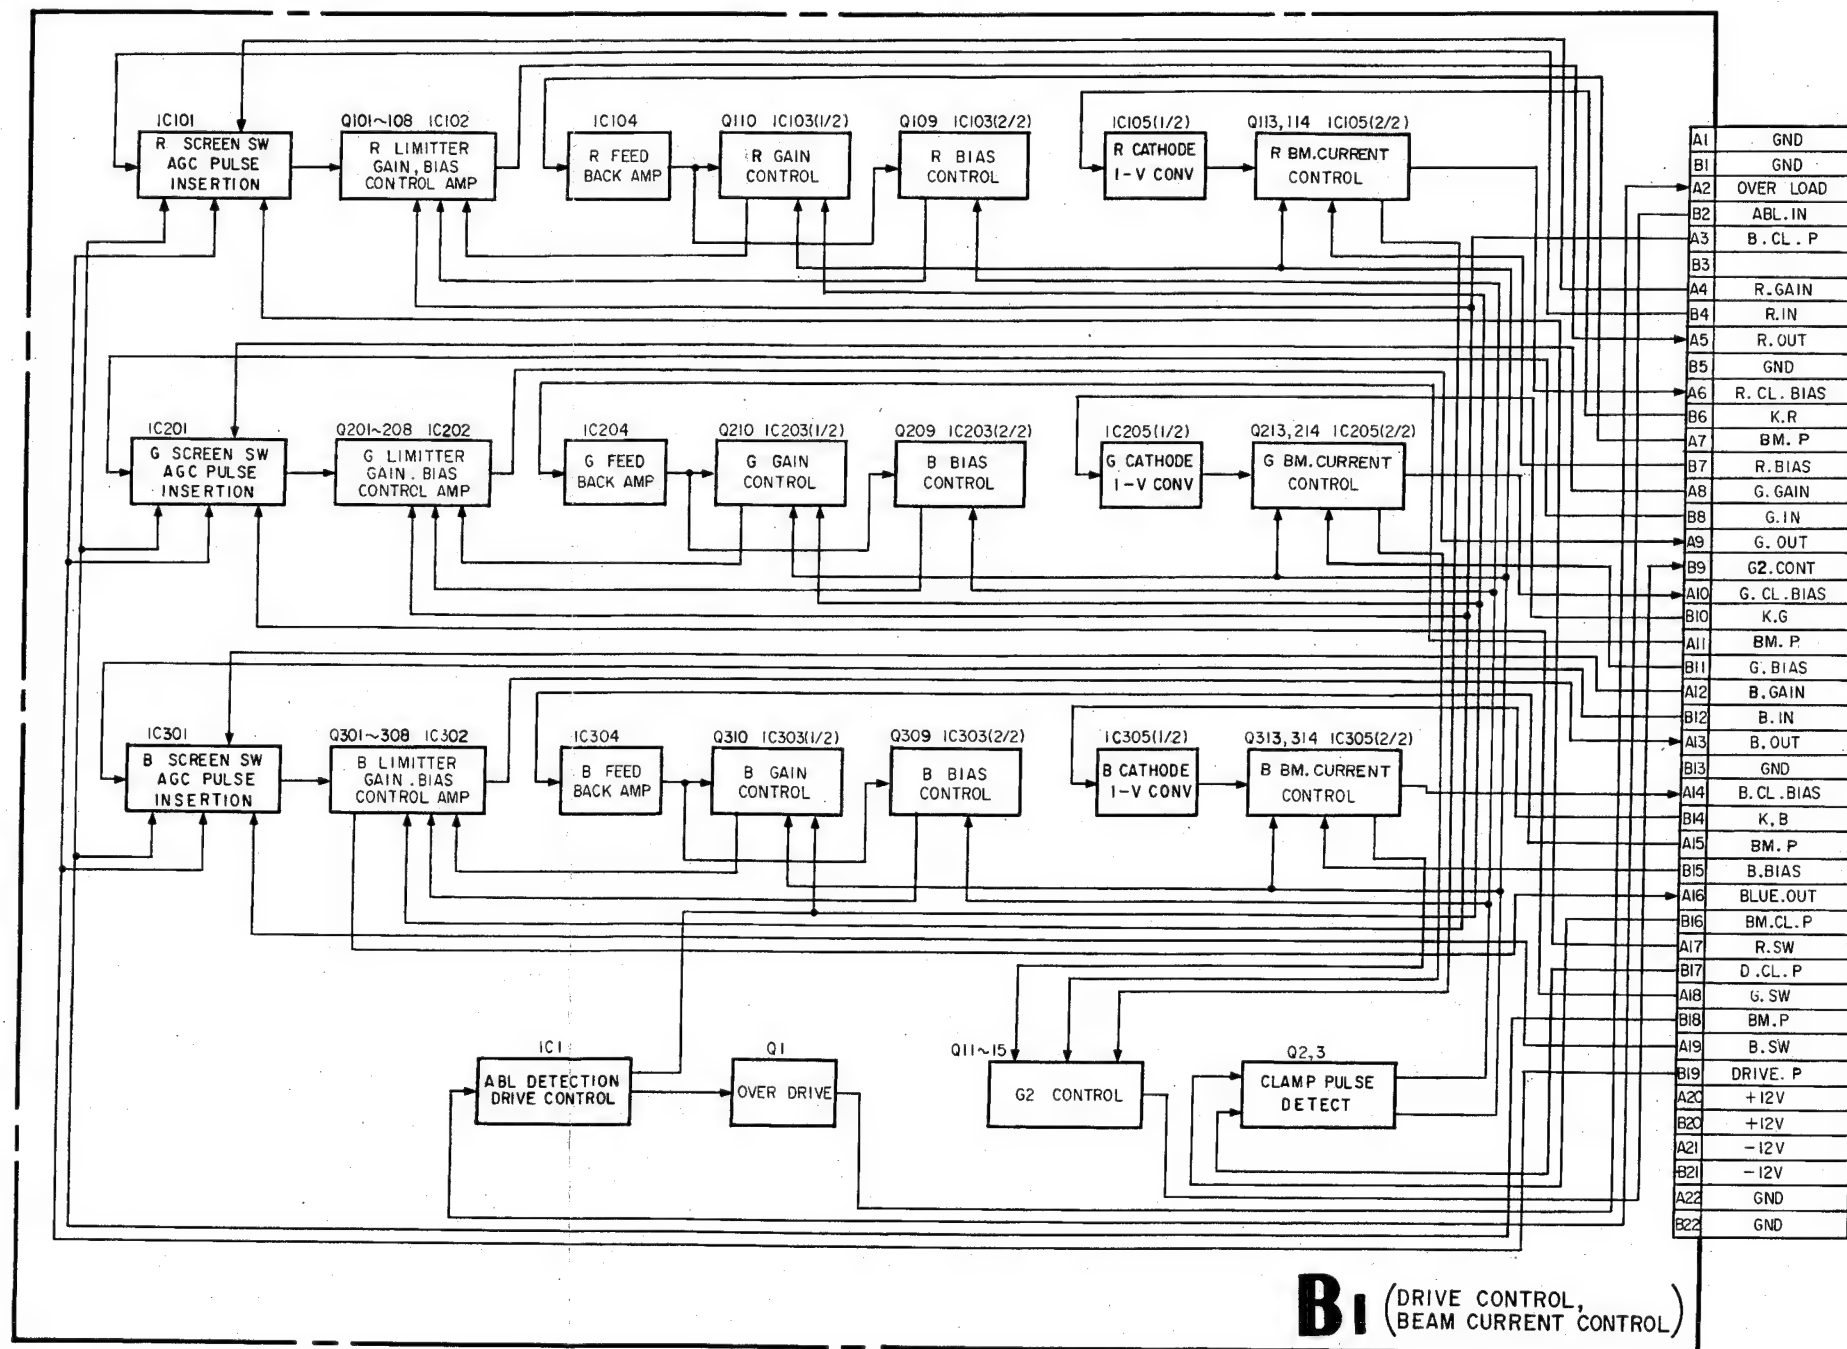 IC101
R SCREEN SW
AGC PULSE
INSERTION
Q101~108 IC102
R LIMITTER
GAIN, BIAS
CONTROL AMP
IC104
R FEED
BACK AMP
Q110 IC103(1/2)
R GAIN
CONTROL
Q109 IC103(2/2)
R BIAS
CONTROL
IC105(1/2)
R CATHODE
I-V CONV
Q113,114 IC105(2/2)
R BM.CURRENT
CONTROL
IC201
G SCREEN SW
AGC PULSE
INSERTION
Q201~208 IC202
G LIMITTER
GAIN.BIAS
CONTROL AMP
IC204
G FEED
BACK AMP
Q210 IC203(1/2)
G GAIN
CONTROL
Q209 IC203(2/2)
B BIAS
CONTROL
IC205(1/2)
G CATHODE
I-V CONV
Q213,214 IC205(2/2)
G BM.CURRENT
CONTROL
IC301
B SCREEN SW
AGC PULSE
INSERTION
Q301~308 IC302
B LIMITTER
GAIN.BIAS
CONTROL AMP
IC304
B FEED
BACK AMP
Q310 IC303(1/2)
B GAIN
CONTROL
Q309 IC303(2/2)
B BIAS
CONTROL
IC305(1/2)
B CATHODE
I-V CONV
Q313,314 IC305(2/2)
B BM.CURRENT
CONTROL
IC1
ABL DETECTION
DRIVE CONTROL
Q1
OVER DRIVE
Q11~15
G2 CONTROL
Q2,3
CLAMP PULSE
DETECT
A1 GND
B1 GND
A2 OVER LOAD
B2 ABL.IN
A3 B.CL.P
B3
A4 R.GAIN
B4 R.IN
A5 R.OUT
B5 GND
A6 R.CL.BIAS
B6 K.R
A7 BM.P
B7 R.BIAS
A8 G.GAIN
B8 G.IN
A9 G.OUT
B9 G2.CONT
A10 G.CL.BIAS
B10 K.G
A11 BM.P
B11 G.BIAS
A12 B.GAIN
B12 B.IN
A13 B.OUT
B13 GND
A14 B.CL.BIAS
B14 K.B
A15 BM.P
B15 B.BIAS
A16 BLUE.OUT
B16 BM.CL.P
A17 R.SW
B17 D.CL.P
A18 G.SW
B18 BM.P
A19 B.SW
B19 DRIVE.P
A20 +12V
B20 +12V
A21 -12V
B21 -12V
A22 GND
B22 GND
B1 (DRIVE CONTROL,
BEAM CURRENT CONTROL)